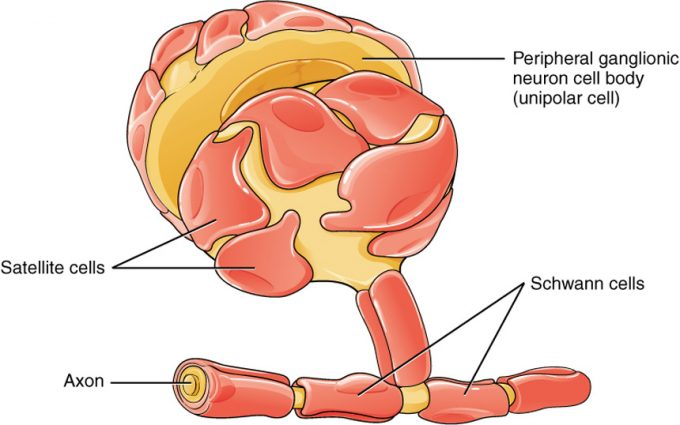 Peripheral ganglionic
neuron cell body
(unipolar cell)
Satellite cells
Schwann cells
Axon